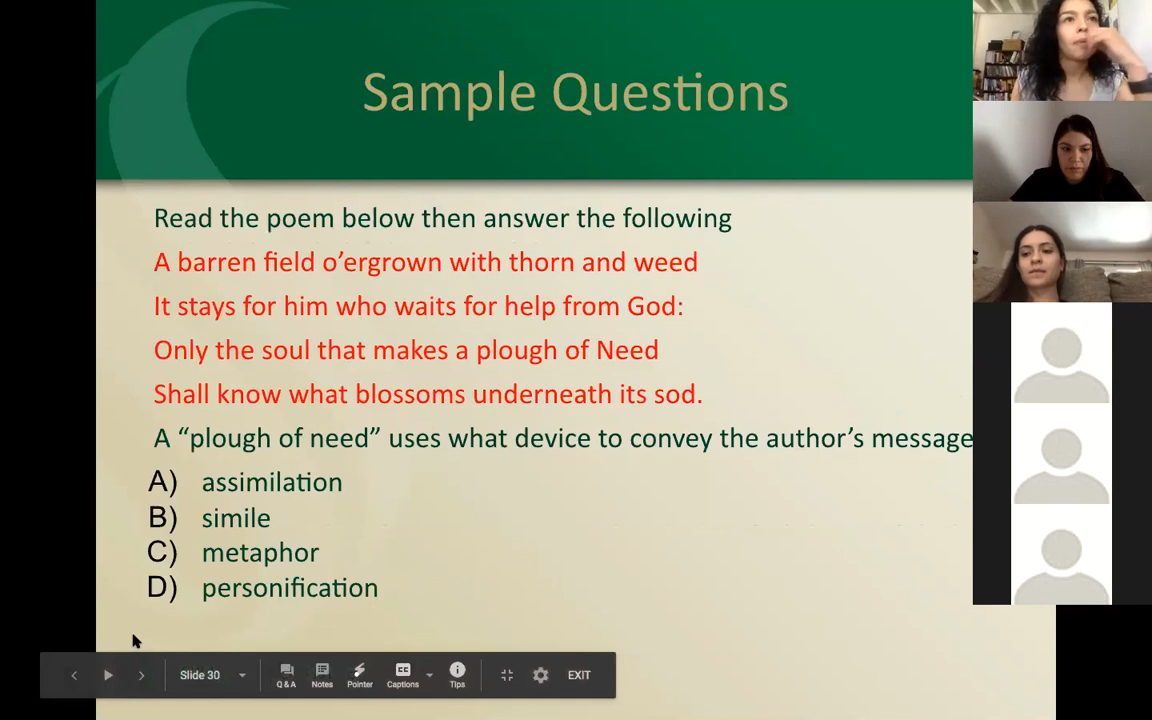 Sample Questions
Read the poem below then answer the following
A barren field o’ergrown with thorn and weed
It stays for him who waits for help from God:
Only the soul that makes a plough of Need
Shall know what blossoms underneath its sod.
A “plough of need” uses what device to convey the author’s message
A) assimilation
B) simile
C) metaphor
D) personification
Slide 30
Q & A
Notes
Pointer
CC
Captions
Tips
EXIT